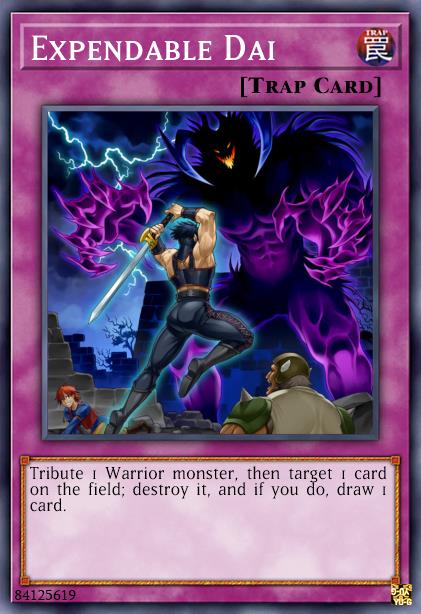 Expendable Dai
TRAP
罠
[Trap Card]
Tribute 1 Warrior monster, then target 1 card
on the field; destroy it, and if you do, draw 1
card.
84125619